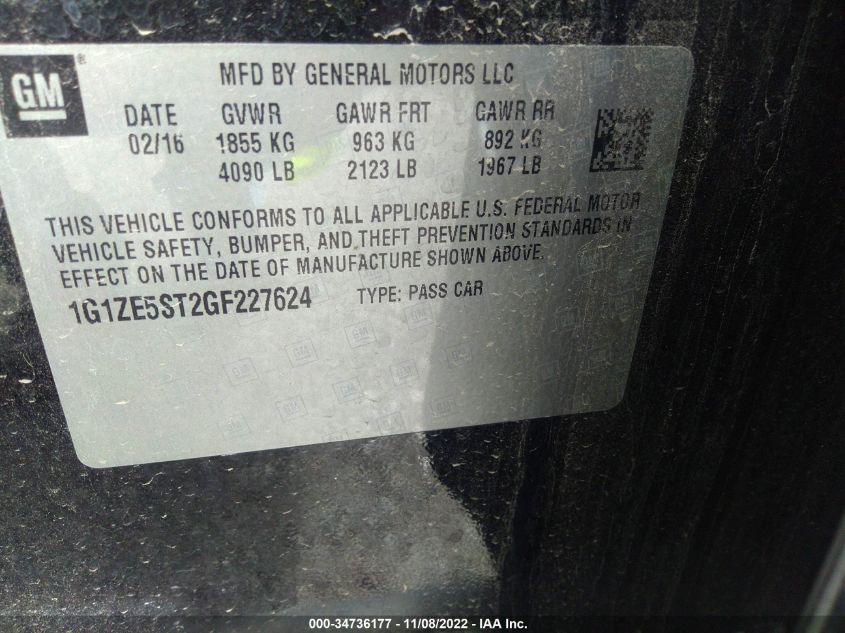 GM ®
MFD BY GENERAL MOTORS LLC
DATE GVWR GAWR FRT GAWR RR
02/16 1855 KG 963 KG 892 KG
4090 LB 2123 LB 1967 LB
THIS VEHICLE CONFORMS TO ALL APPLICABLE U.S. FEDERAL MOTOR
VEHICLE SAFETY, BUMPER, AND THEFT PREVENTION STANDARDS IN
EFFECT ON THE DATE OF MANUFACTURE SHOWN ABOVE.
1G1ZE5ST2GF227624 TYPE: PASS CAR
000-34736177 - 11/08/2022 - IAA Inc.